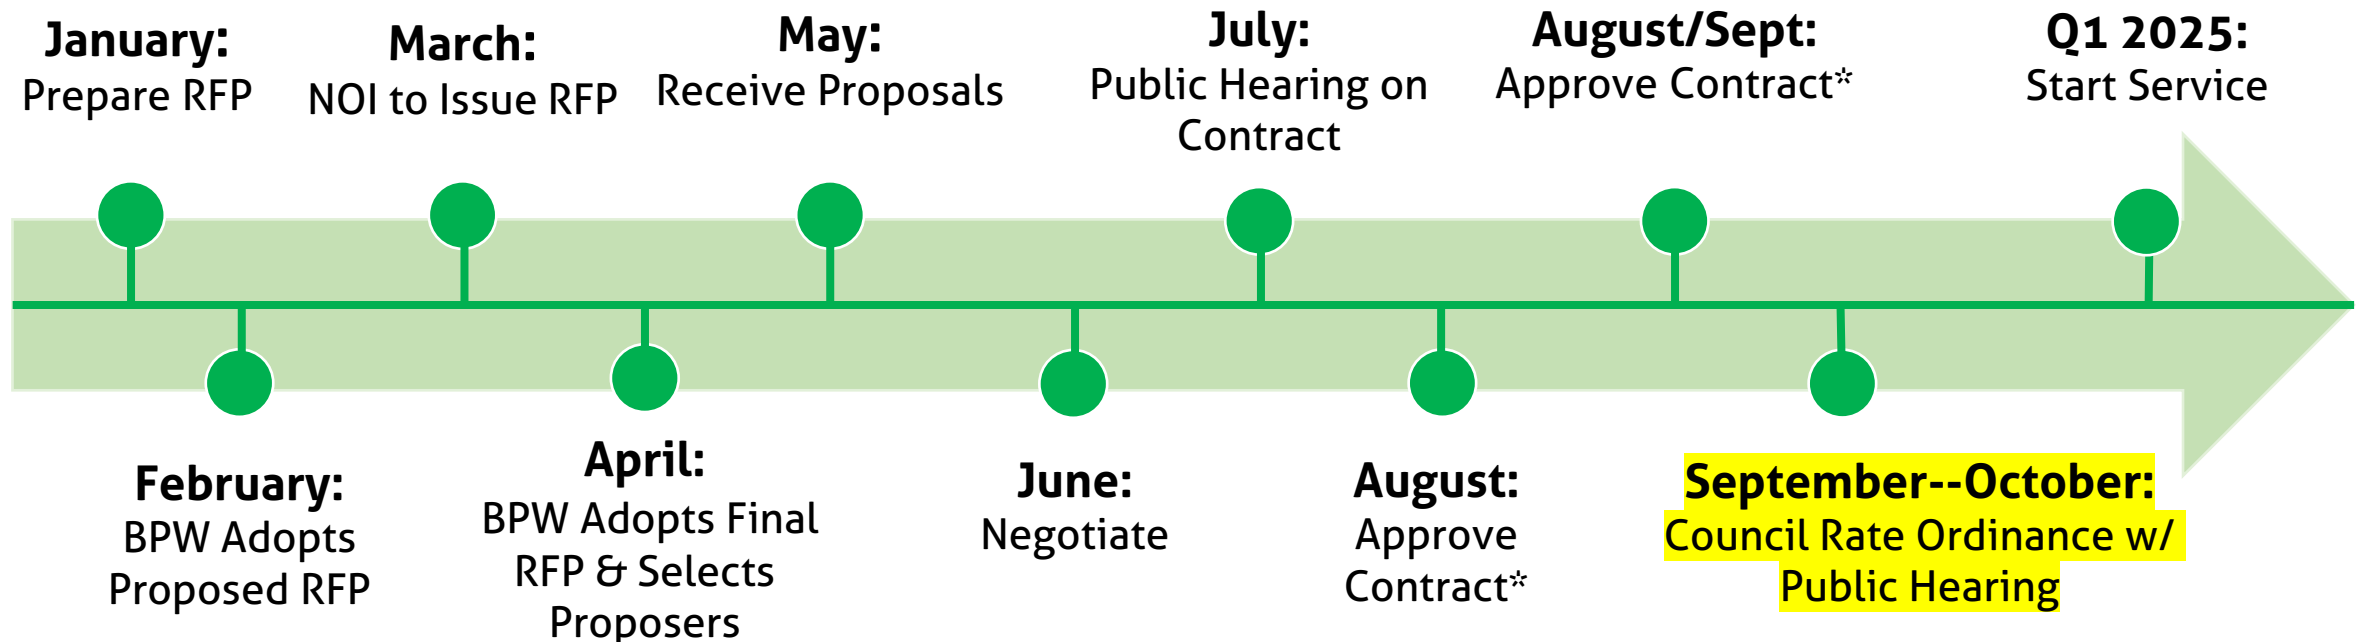 January:
Prepare RFP
March:
NOI to Issue RFP
May:
Receive Proposals
July:
Public Hearing on
Contract
August/Sept:
Approve Contract*
Q1 2025:
Start Service
February:
BPW Adopts
Proposed RFP
April:
BPW Adopts Final
RFP & Selects
Proposers
June:
Negotiate
August:
Approve
Contract*
September--October:
Council Rate Ordinance w/
Public Hearing